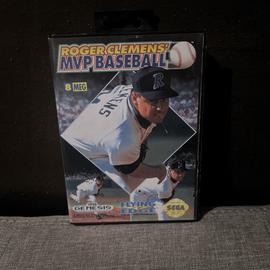 ROGER CLEMENS'
MVP BASEBALL
8 MEG
R
GENESIS
FLYING
EDGE
SEGA